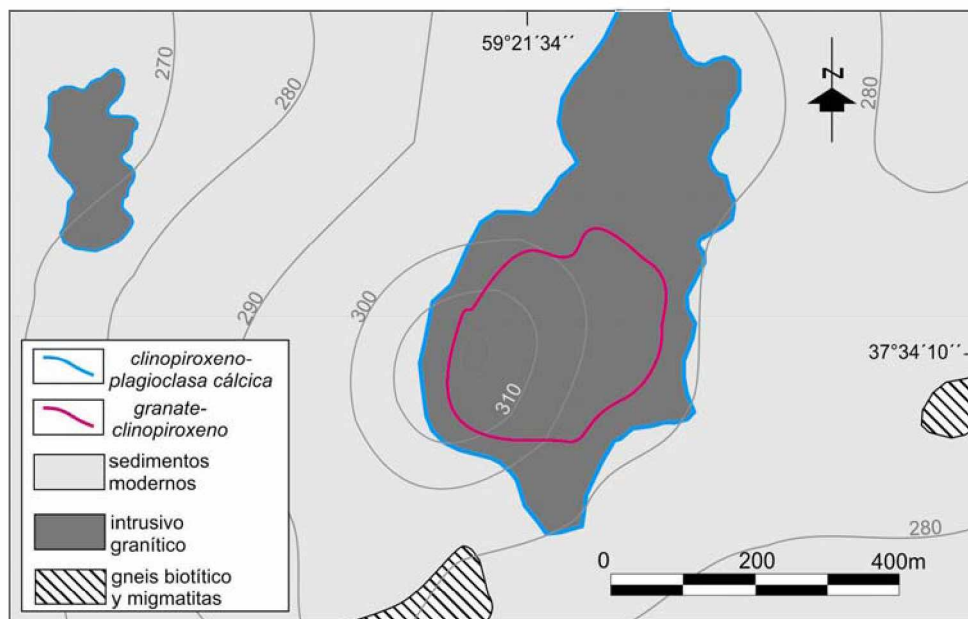 59°21´34´´
N
270
280
280
290
300
310
37°34´10´´
280
clinopiroxeno-
plagioclasa cálcica
granate-
clinopiroxeno
sedimentos
modernos
intrusivo
granítico
gneis biotítico
y migmatitas
0 200 400m